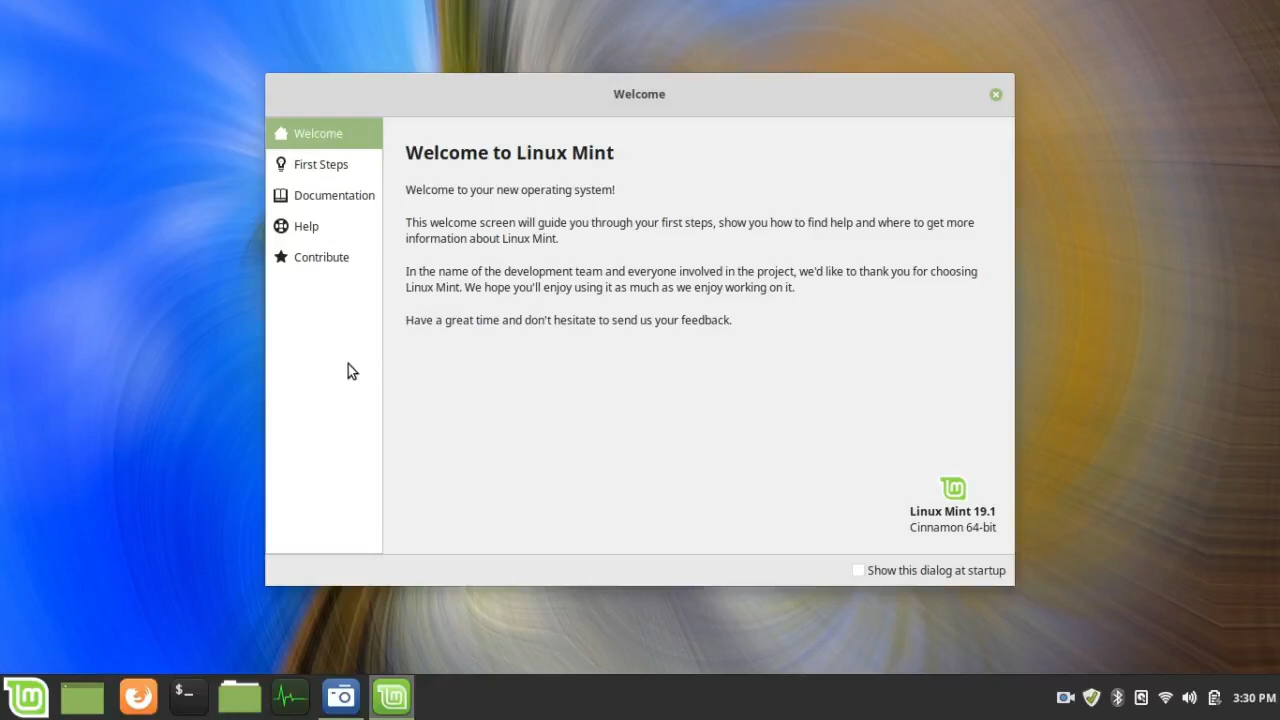 Welcome
Welcome
First Steps
Documentation
Help
Contribute
Welcome to Linux Mint
Welcome to your new operating system!
This welcome screen will guide you through your first steps, show you how to find help and where to get more
information about Linux Mint.
In the name of the development team and everyone involved in the project, we'd like to thank you for choosing
Linux Mint. We hope you'll enjoy using it as much as we enjoy working on it.
Have a great time and don't hesitate to send us your feedback.
Linux Mint 19.1
Cinnamon 64-bit
Show this dialog at startup
$_
3:30 PM